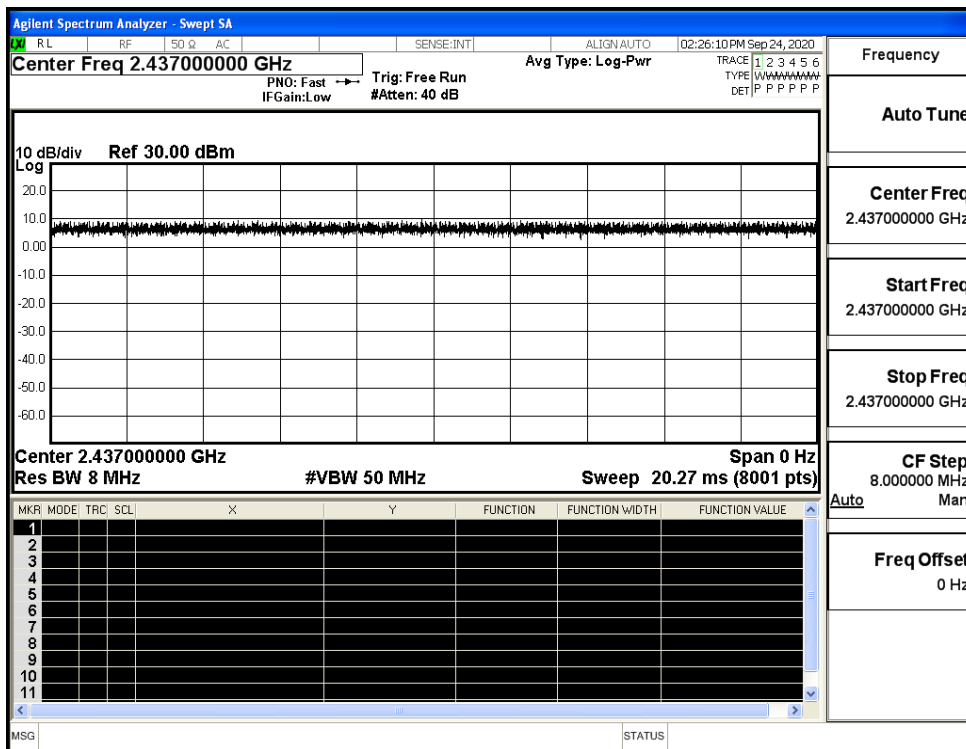 Agilent Spectrum Analyzer - Swept SA
LXI RL RF 50 Ω AC SENSE:INT ALIGNAUTO 02:26:10 PM Sep 24, 2020
Center Freq 2.437000000 GHz Avg Type: Log-Pwr TRACE 1 2 3 4 5 6
PNO: Fast Trig: Free Run TYPE WWWWWW
IFGain:Low #Atten: 40 dB DET P P P P P P
10 dB/div Ref 30.00 dBm
Log
20.0
10.0
0.00
-10.0
-20.0
-30.0
-40.0
-50.0
-60.0
Center 2.437000000 GHz Span 0 Hz
Res BW 8 MHz #VBW 50 MHz Sweep 20.27 ms (8001 pts)
MKR MODE TRC SCL X Y FUNCTION FUNCTION WIDTH FUNCTION VALUE
1
2
3
4
5
6
7
8
9
10
11
MSG STATUS
Frequency
Auto Tune
Center Freq
2.437000000 GHz
Start Freq
2.437000000 GHz
Stop Freq
2.437000000 GHz
CF Step
8.000000 MHz
Auto Man
Freq Offset
0 Hz